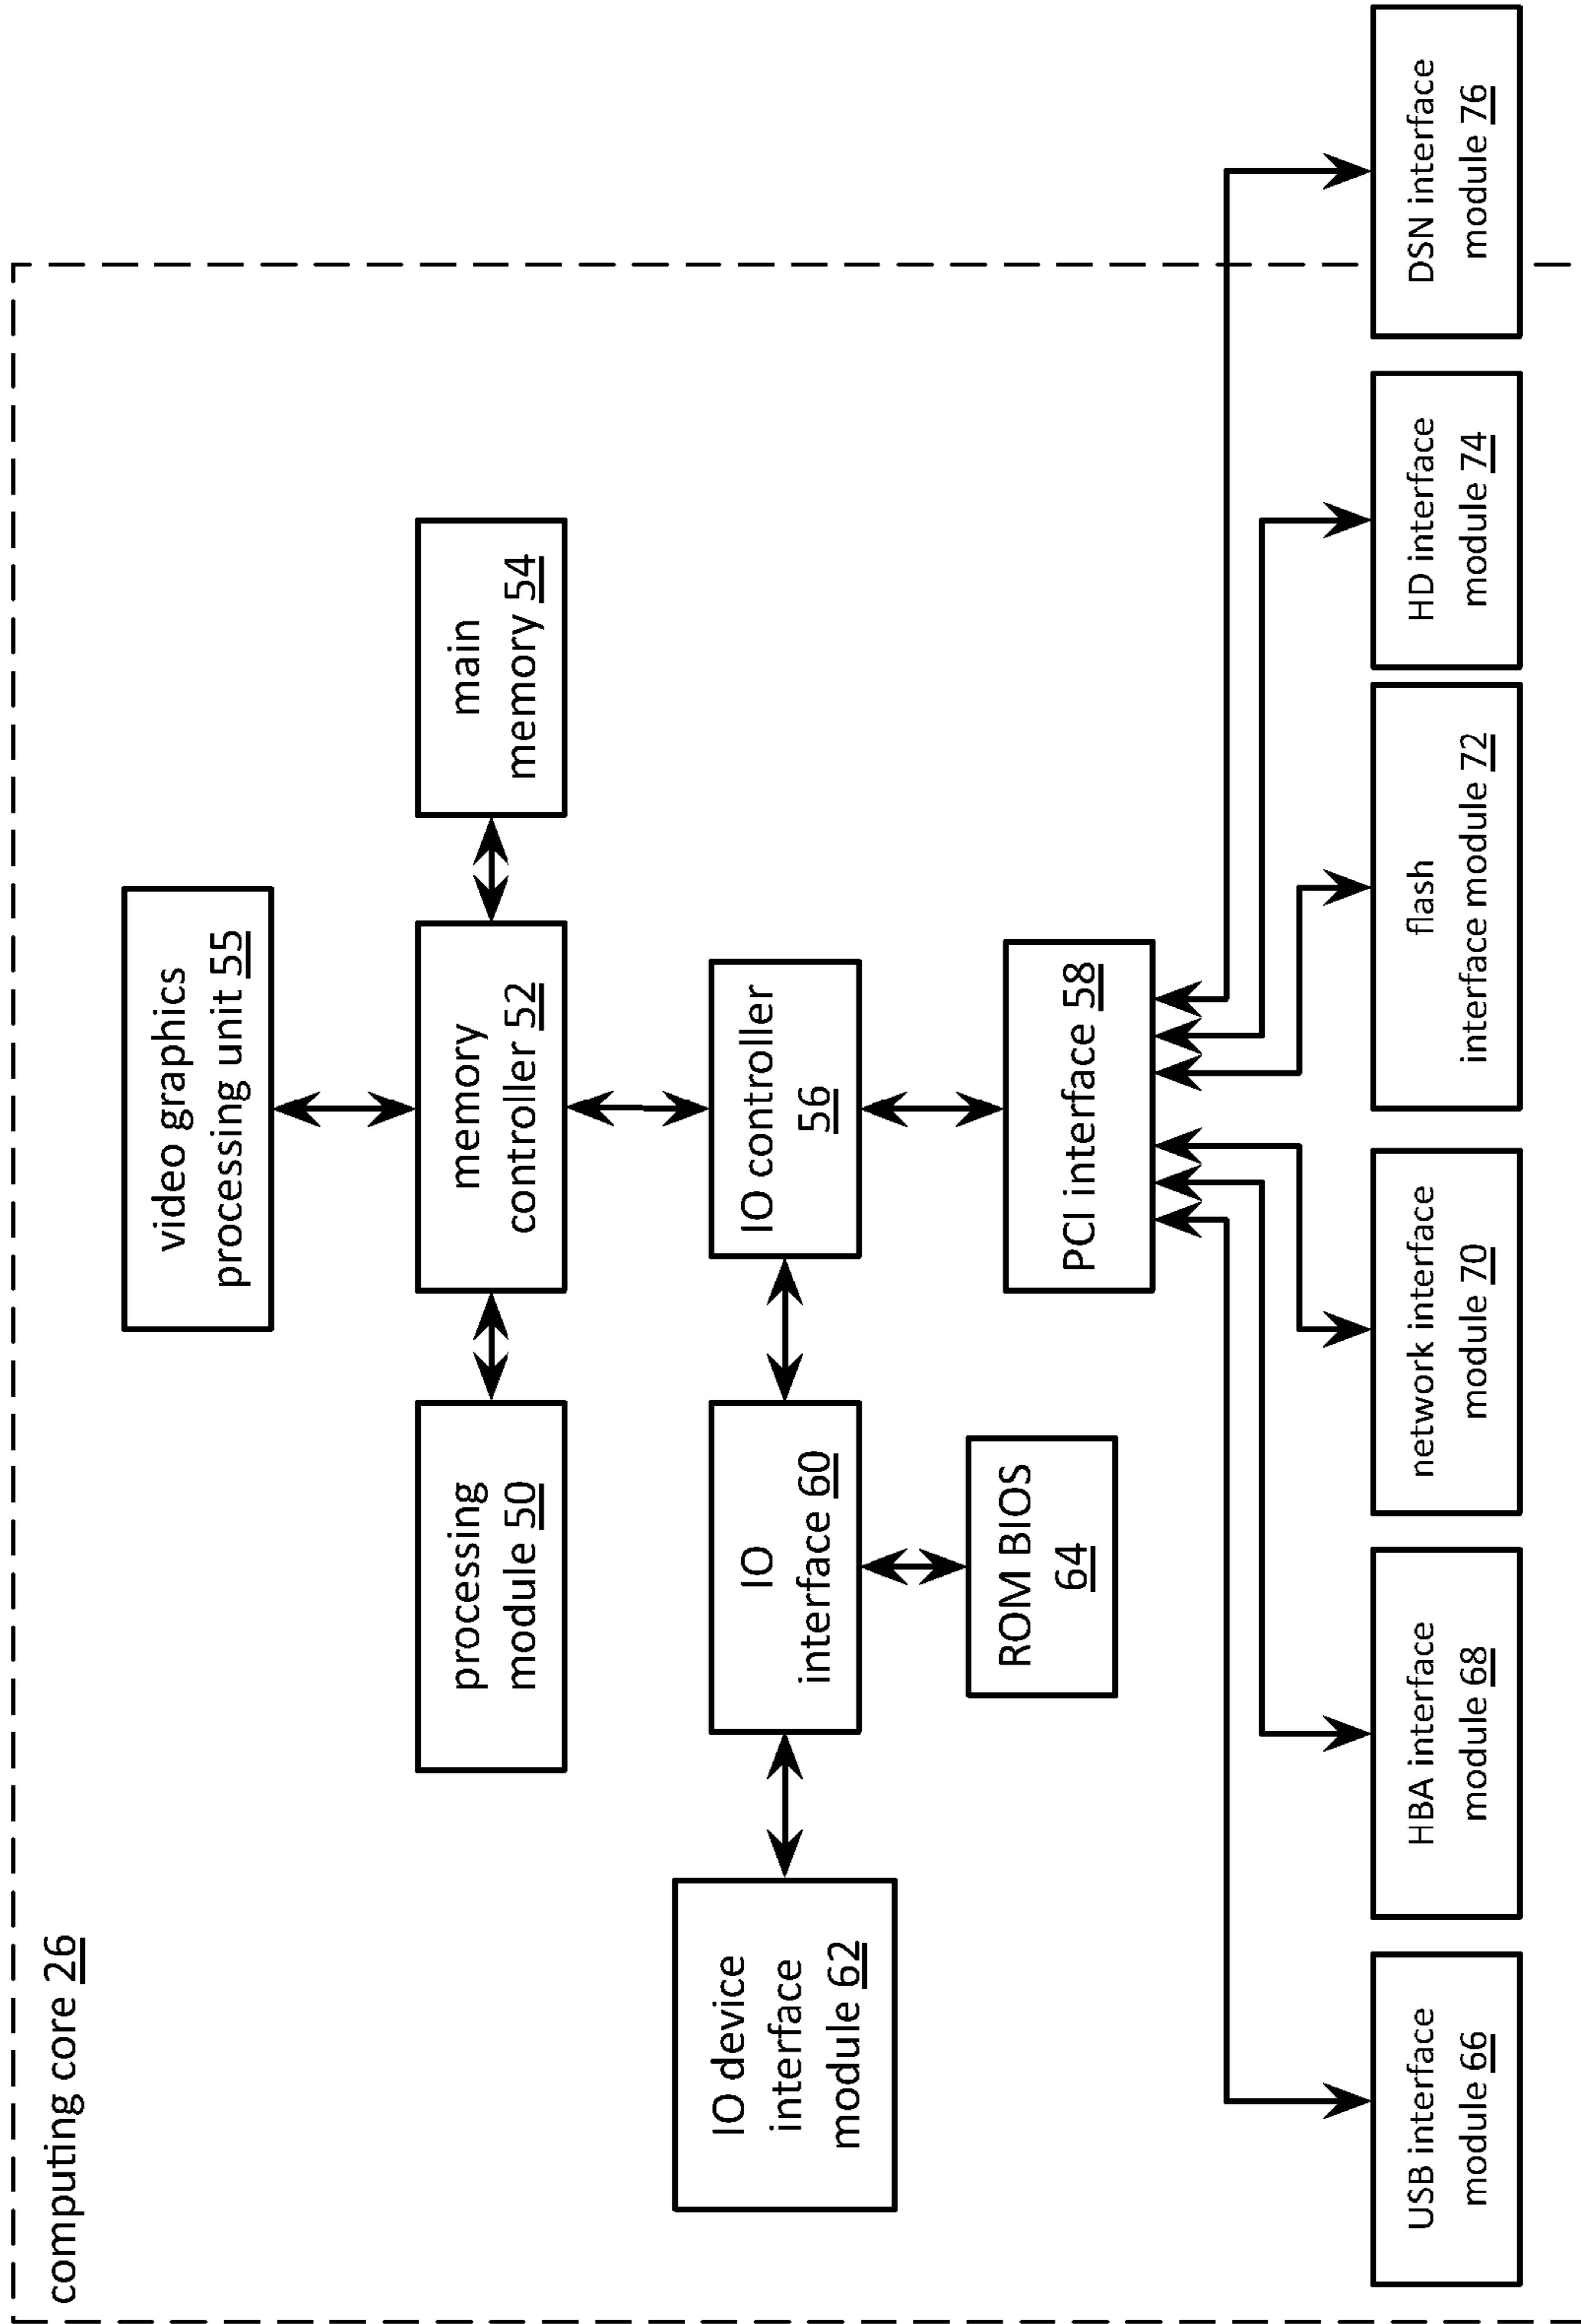 computing core 26
video graphics
processing unit 55
processing
module 50
memory
controller 52
main
memory 54
IO device
interface
module 62
IO
interface 60
IO controller
56
ROM BIOS
64
PCI interface 58
USB interface
module 66
HBA interface
module 68
network interface
module 70
flash
interface module 72
HD interface
module 74
DSN interface
module 76